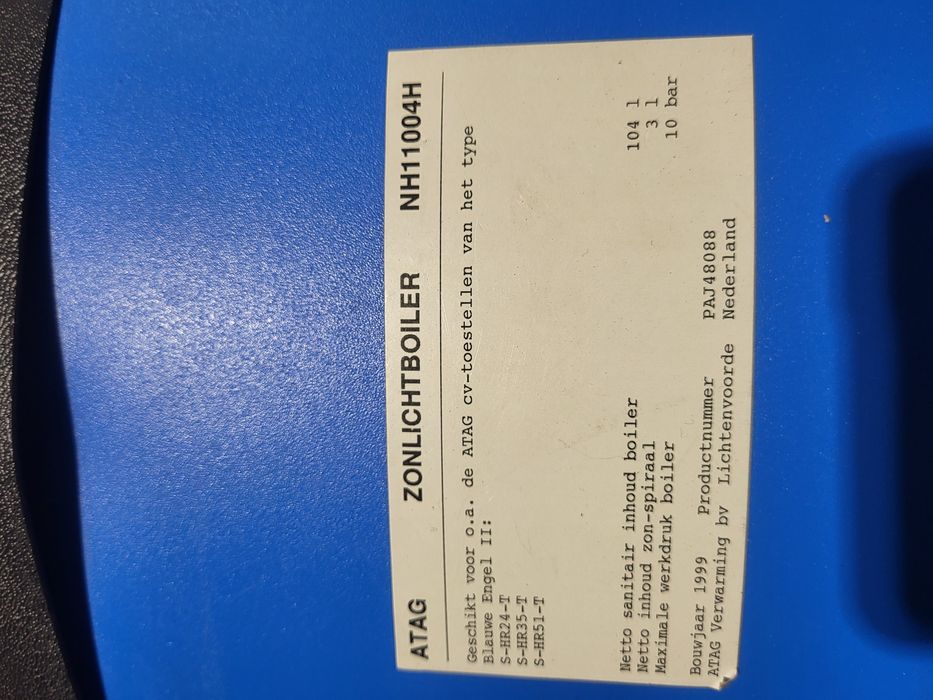 ATAG ZONLICHTBOILER NH11004H
Geschikt voor o.a. de ATAG cv-toestellen van het type
Blauwe Engel II:
S-HR24-T
S-HR35-T
S-HR51-T
Netto sanitair inhoud boiler 104 l
Netto inhoud zon-spiraal 3 l
Maximale werkdruk boiler 10 bar
Bouwjaar 1999 Productnummer PAJ48088
ATAG Verwarming bv Lichtenvoorde Nederland